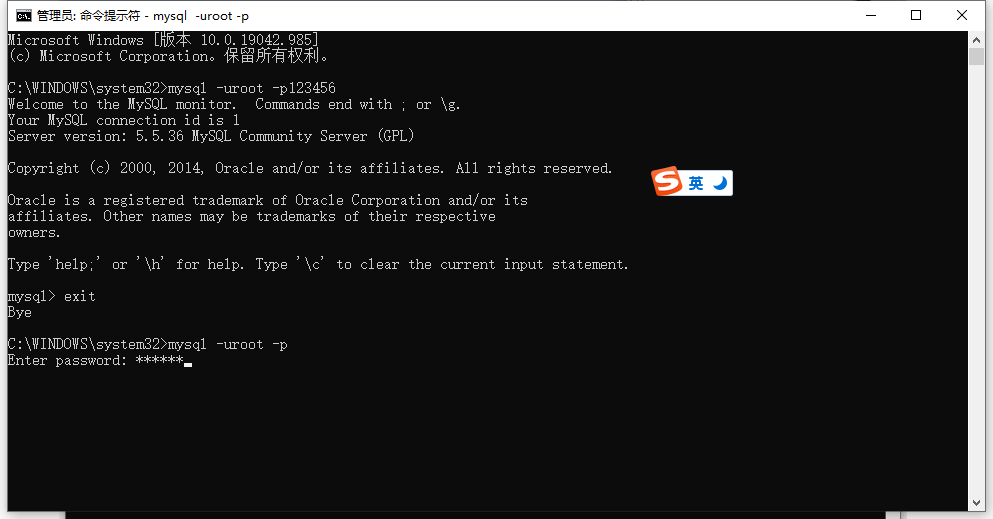 管理员: 命令提示符 - mysql  -uroot -p
Microsoft Windows [版本 10.0.19042.985]
(c) Microsoft Corporation。保留所有权利。
C:\WINDOWS\system32>mysql -uroot -p123456
Welcome to the MySQL monitor.  Commands end with ; or \g.
Your MySQL connection id is 1
Server version: 5.5.36 MySQL Community Server (GPL)
Copyright (c) 2000, 2014, Oracle and/or its affiliates. All rights reserved.
英
Oracle is a registered trademark of Oracle Corporation and/or its
affiliates. Other names may be trademarks of their respective
owners.
Type 'help;' or '\h' for help. Type '\c' to clear the current input statement.
mysql> exit
Bye
C:\WINDOWS\system32>mysql -uroot -p
Enter password: ******